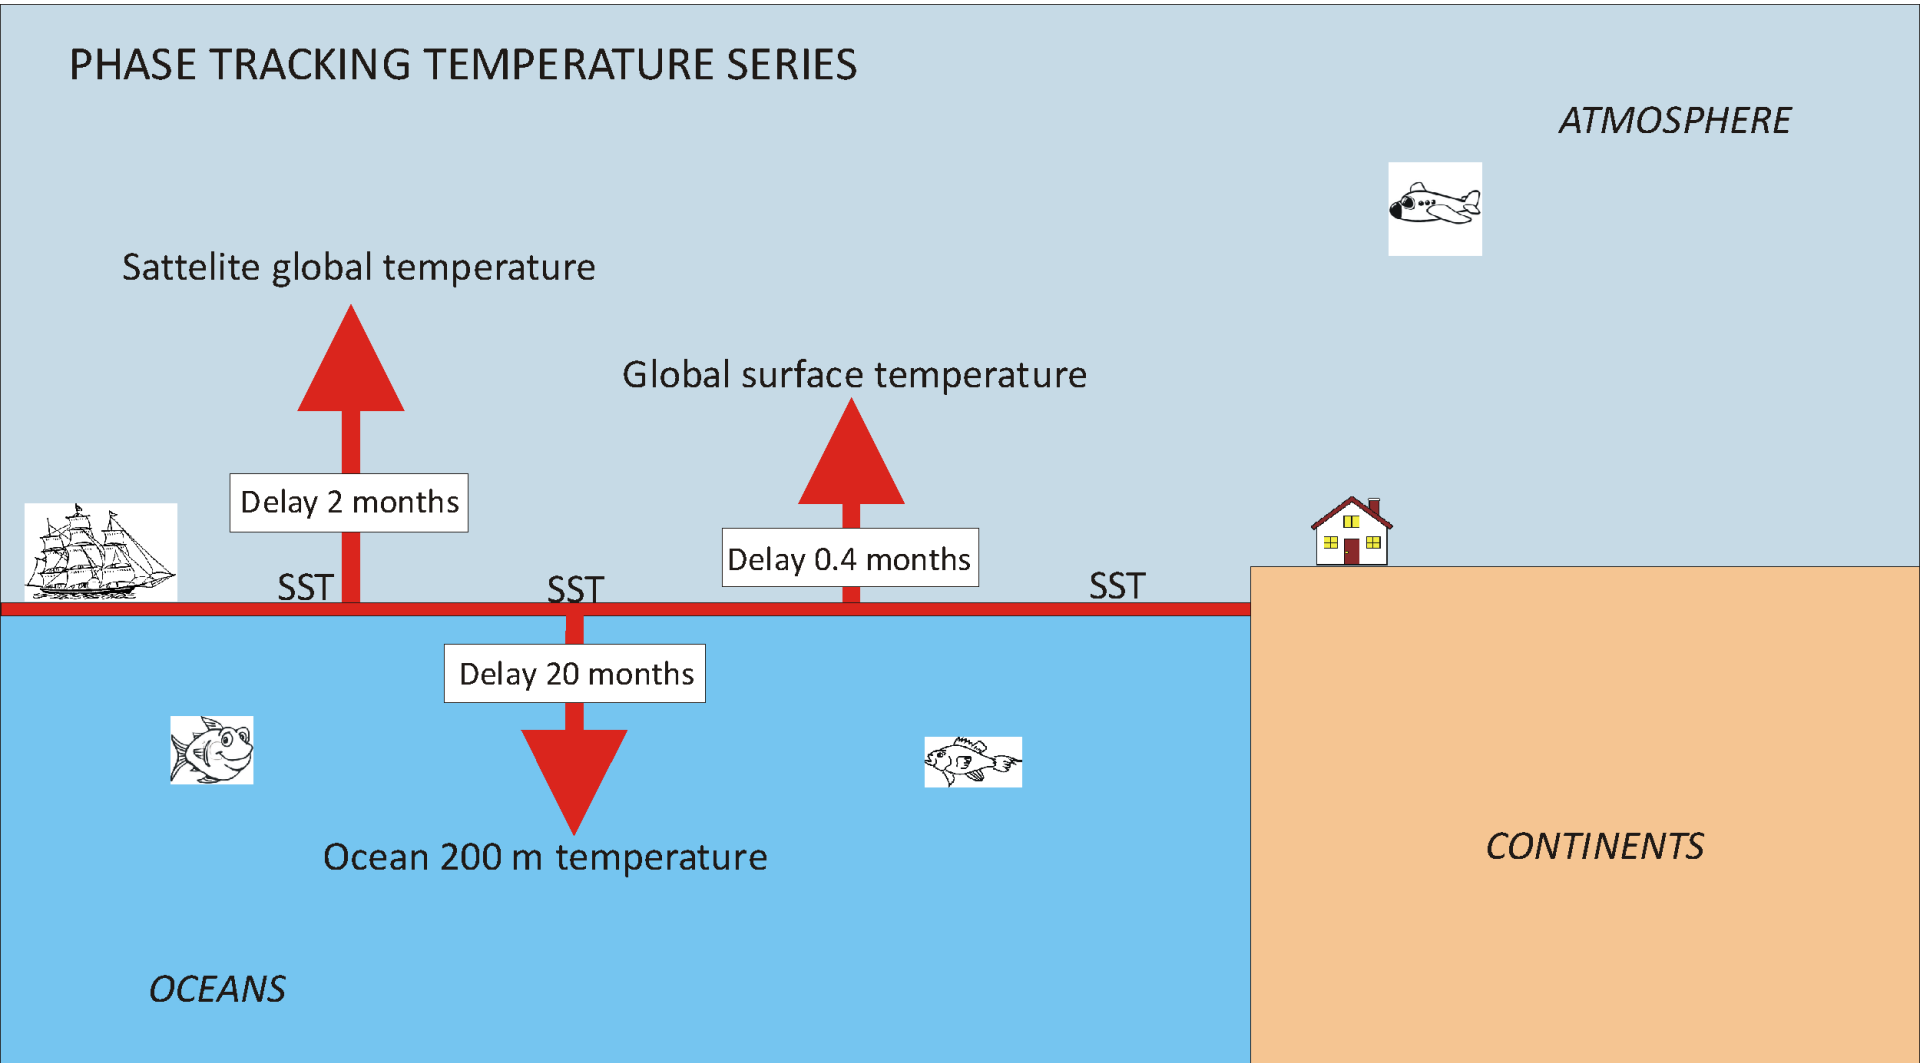 PHASE TRACKING TEMPERATURE SERIES
ATMOSPHERE
Sattelite global temperature
Global surface temperature
Delay 2 months
Delay 0.4 months
SST
SST
SST
Delay 20 months
Ocean 200 m temperature
CONTINENTS
OCEANS